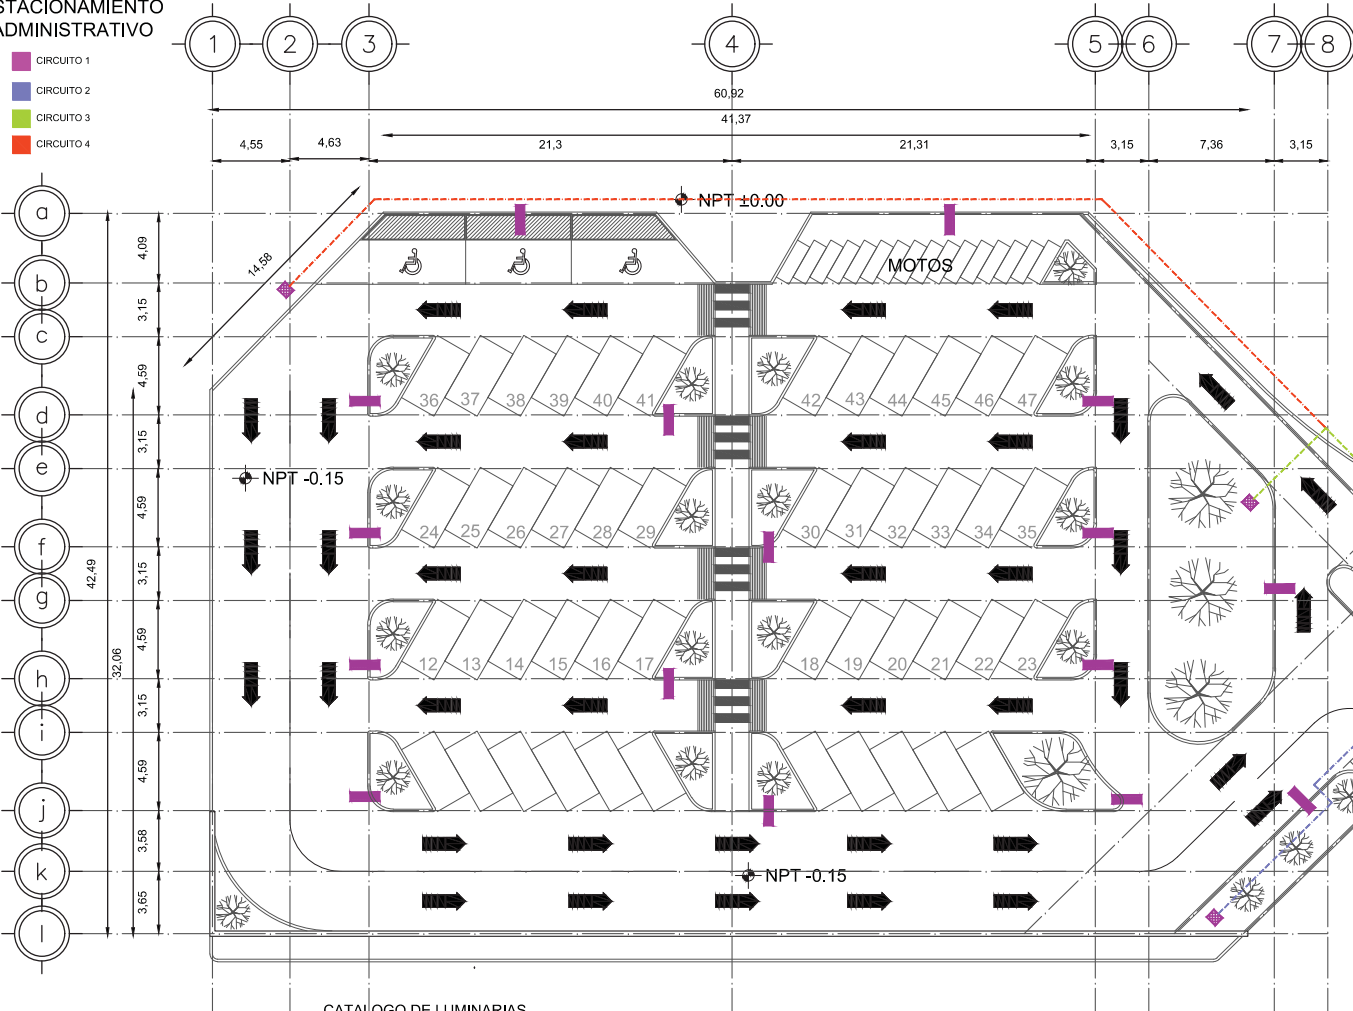 STACIONAMIENTO
ADMINISTRATIVO
CIRCUITO 1
CIRCUITO 2
CIRCUITO 3
CIRCUITO 4
1 2 3 4 5 6 7 8
60,92
41,37
4,55 4,63 21,3 21,31 3,15 7,36 3,15
a
b
c
d
e
f
g
h
i
j
k
l
42,49
32,06
4,09
3,15
4,59
3,15
4,59
3,15
4,59
3,15
4,59
3,58
3,65
14,58
NPT ±0.00
MOTOS
36 37 38 39 40 41 42 43 44 45 46 47
NPT -0.15
24 25 26 27 28 29 30 31 32 33 34 35
12 13 14 15 16 17 18 19 20 21 22 23
NPT -0.15
CATALOGO DE LUMINARIAS